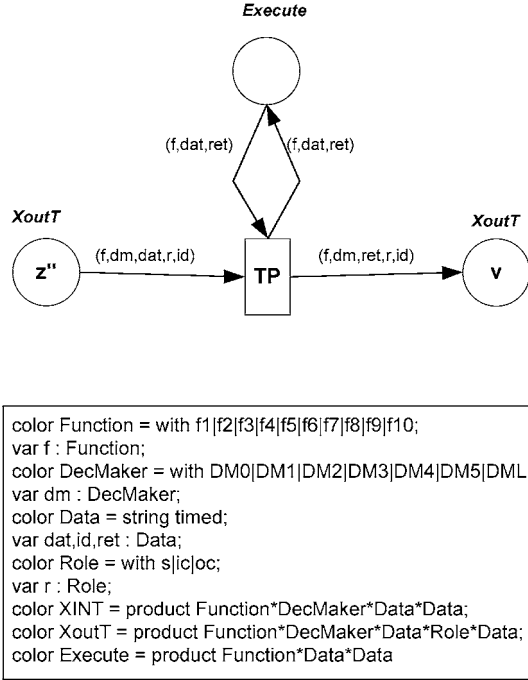 Execute
(f,dat,ret) (f,dat,ret)
XoutT XoutT
(f,dm,dat,r,id) (f,dm,ret,r,id)
z" TP v
color Function = with f1|f2|f3|f4|f5|f6|f7|f8|f9|f10;
var f : Function;
color DecMaker = with DM0|DM1|DM2|DM3|DM4|DM5|DML
var dm : DecMaker;
color Data = string timed;
var dat,id,ret : Data;
color Role = with s|ic|oc;
var r : Role;
color XINT = product Function*DecMaker*Data*Data;
color XoutT = product Function*DecMaker*Data*Role*Data;
color Execute = product Function*Data*Data